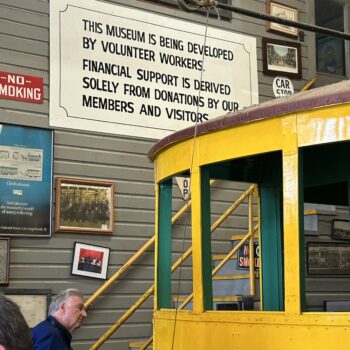 THIS MUSEUM IS BEING DEVELOPED
BY VOLUNTEER WORKERS.
FINANCIAL SUPPORT IS DERIVED
SOLELY FROM DONATIONS BY OUR
MEMBERS AND VISITORS.
-NO-
SMOKING
CAR
STOP